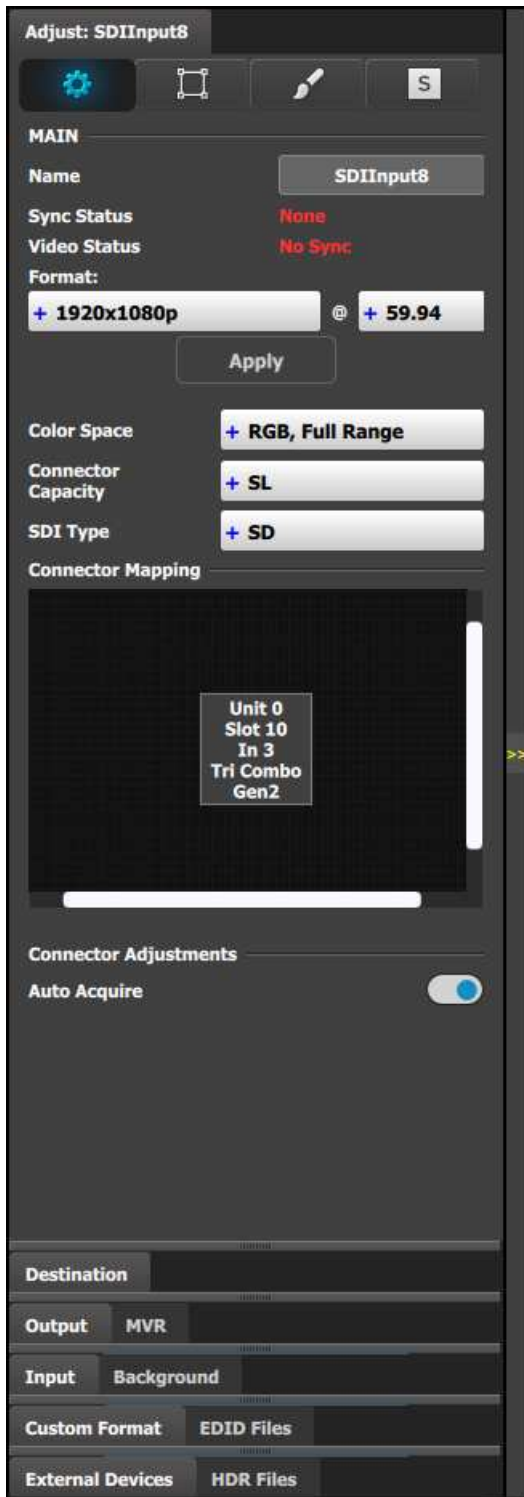 Adjust: SDIInput8
S
MAIN
Name SDIInput8
Sync Status None
Video Status No Sync
Format:
+ 1920x1080p @ + 59.94
Apply
Color Space + RGB, Full Range
Connector
Capacity + SL
SDI Type + SD
Connector Mapping
Unit 0
Slot 10
In 3
Tri Combo
Gen2
>>
Connector Adjustments
Auto Acquire
Destination
Output MVR
Input Background
Custom Format EDID Files
External Devices HDR Files